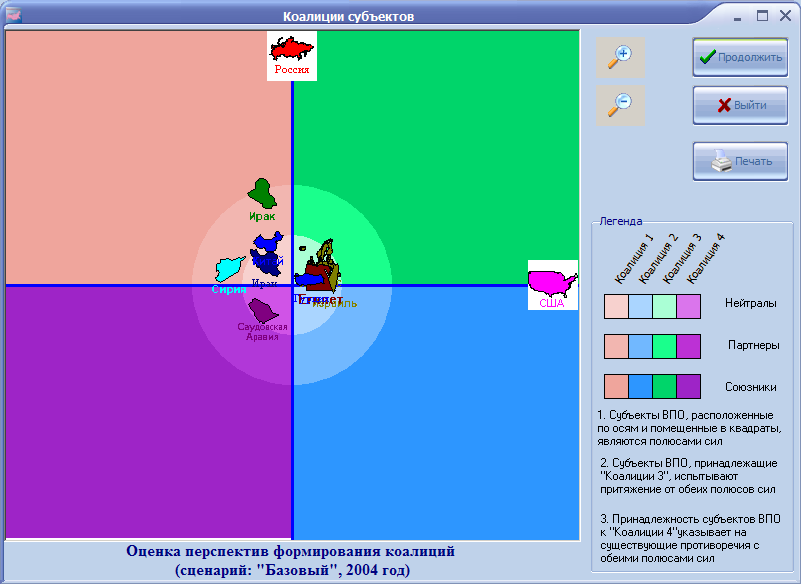 Коалиции субъектов
Россия
Ирак
Сирия
Иран
Саудовская
Аравия
Египет
Израиль
США
Продолжить
Выйти
Печать
Легенда
Коалиция 1
Коалиция 2
Коалиция 3
Коалиция 4
Нейтралы
Партнеры
Союзники
1. Субъекты ВПО, расположенные
по осям и помещенные в квадраты,
являются полюсами сил
2. Субъекты ВПО, принадлежащие
"Коалиции 3", испытывают
притяжение от обеих полюсов сил
3. Принадлежность субъектов ВПО
к "Коалиции 4"указывает на
существующие противоречия с
обеими полюсами сил
Оценка перспектив формирования коалиций
(сценарий: "Базовый", 2004 год)